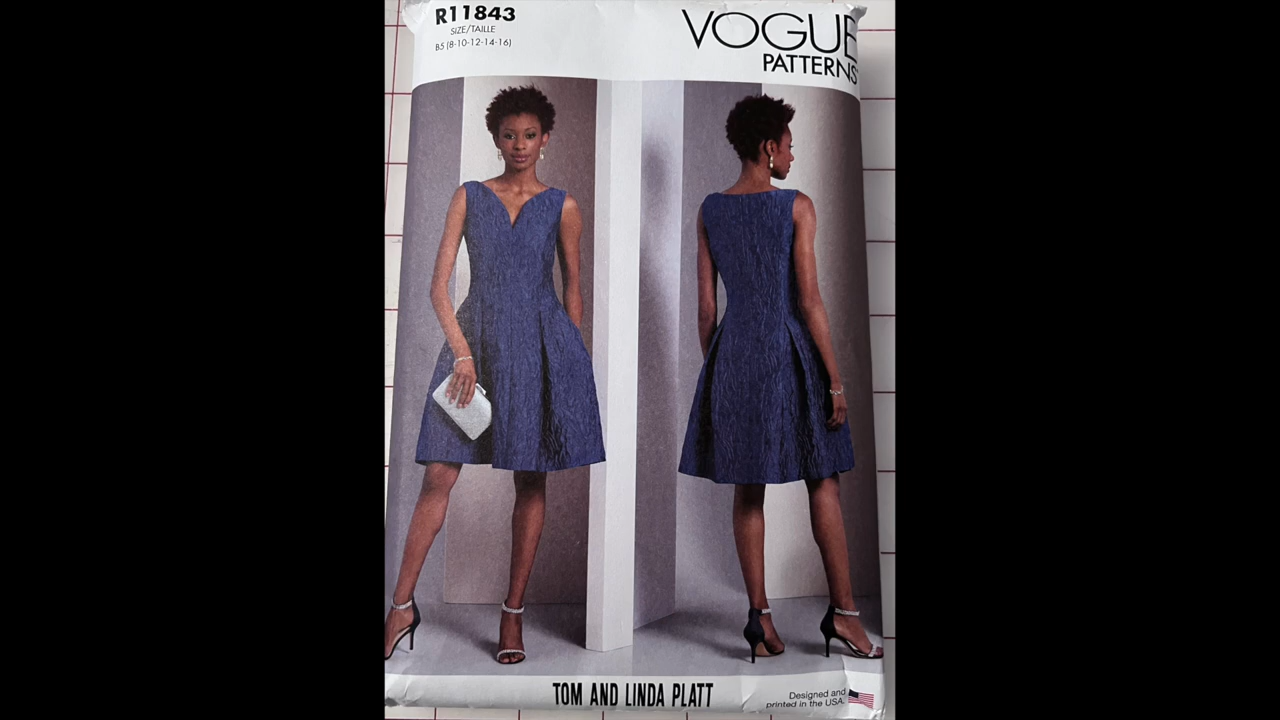 R11843
SIZE/TAILLE
B5 (8-10-12-14-16)
VOGUE
PATTERNS
TOM AND LINDA PLATT
Designed and
printed in the USA.